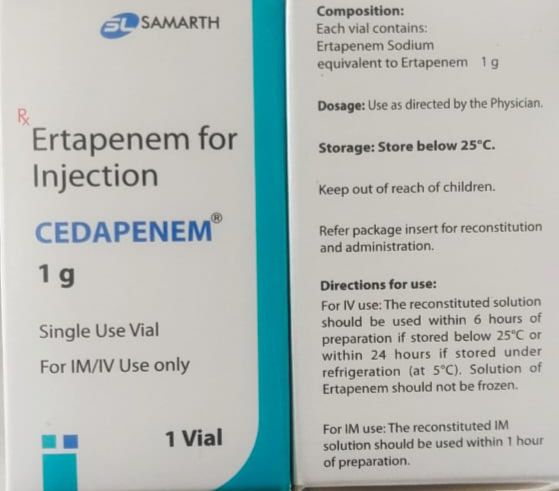 SL SAMARTH
Rx
Ertapenem for
Injection
CEDAPENEM®
1 g
Single Use Vial
For IM/IV Use only
1 Vial
Composition:
Each vial contains:
Ertapenem Sodium
equivalent to Ertapenem 1 g
Dosage: Use as directed by the Physician.
Storage: Store below 25°C.
Keep out of reach of children.
Refer package insert for reconstitution
and administration.
Directions for use:
For IV use: The reconstituted solution
should be used within 6 hours of
preparation if stored below 25°C or
within 24 hours if stored under
refrigeration (at 5°C). Solution of
Ertapenem should not be frozen.
For IM use: The reconstituted IM
solution should be used within 1 hour
of preparation.